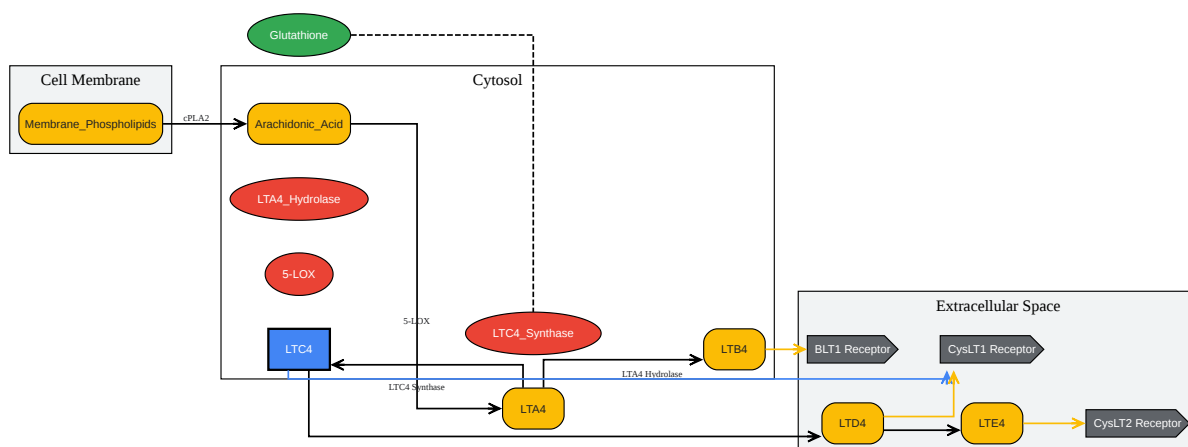 Glutathione
Cell Membrane
Cytosol
Membrane_Phospholipids
cPLA2
Arachidonic_Acid
LTA4_Hydrolase
5-LOX
Extracellular Space
5-LOX
LTC4_Synthase
LTC4
LTB4
BLT1 Receptor
CysLT1 Receptor
LTA4 Hydrolase
LTC4 Synthase
LTA4
LTD4
LTE4
CysLT2 Receptor